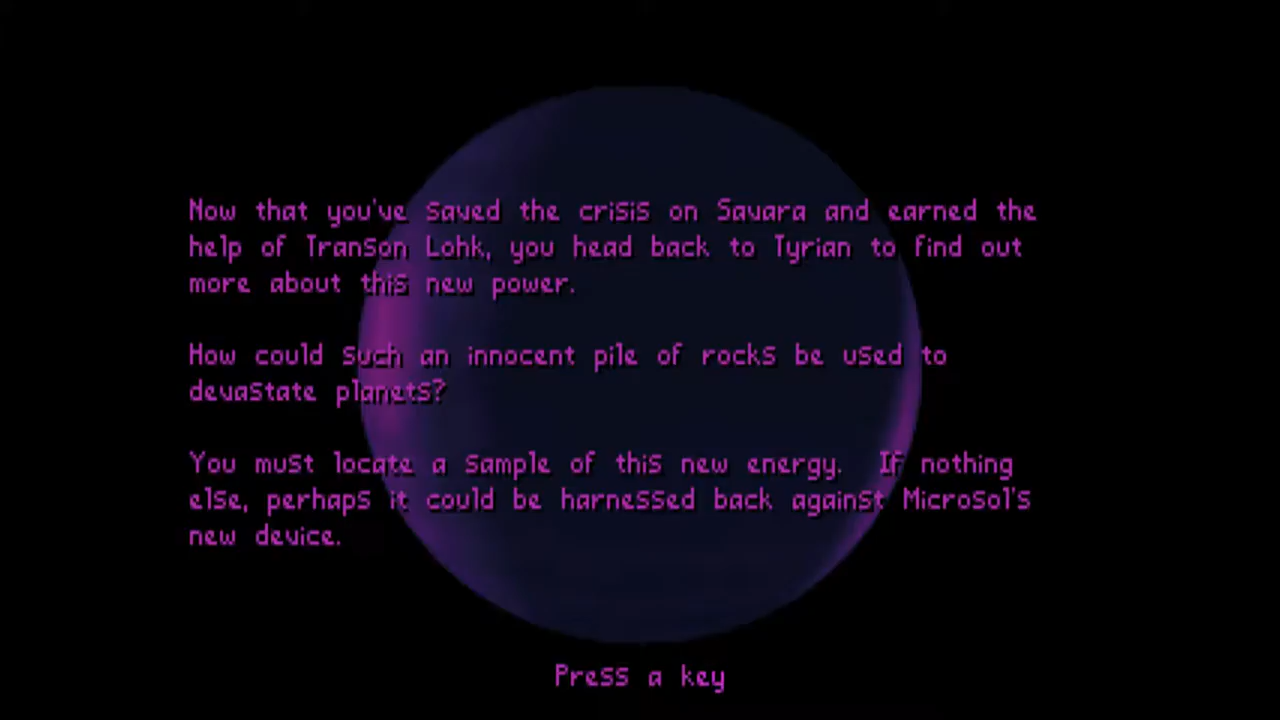 Now that you've saved the crisis on Savara and earned the
help of Transon Lohk, you head back to Tyrian to find out
more about this new power.
How could such an innocent pile of rocks be used to
devastate planets?
You must locate a sample of this new energy.  If nothing
else, perhaps it could be harnessed back against Microsol's
new device.
Press a key